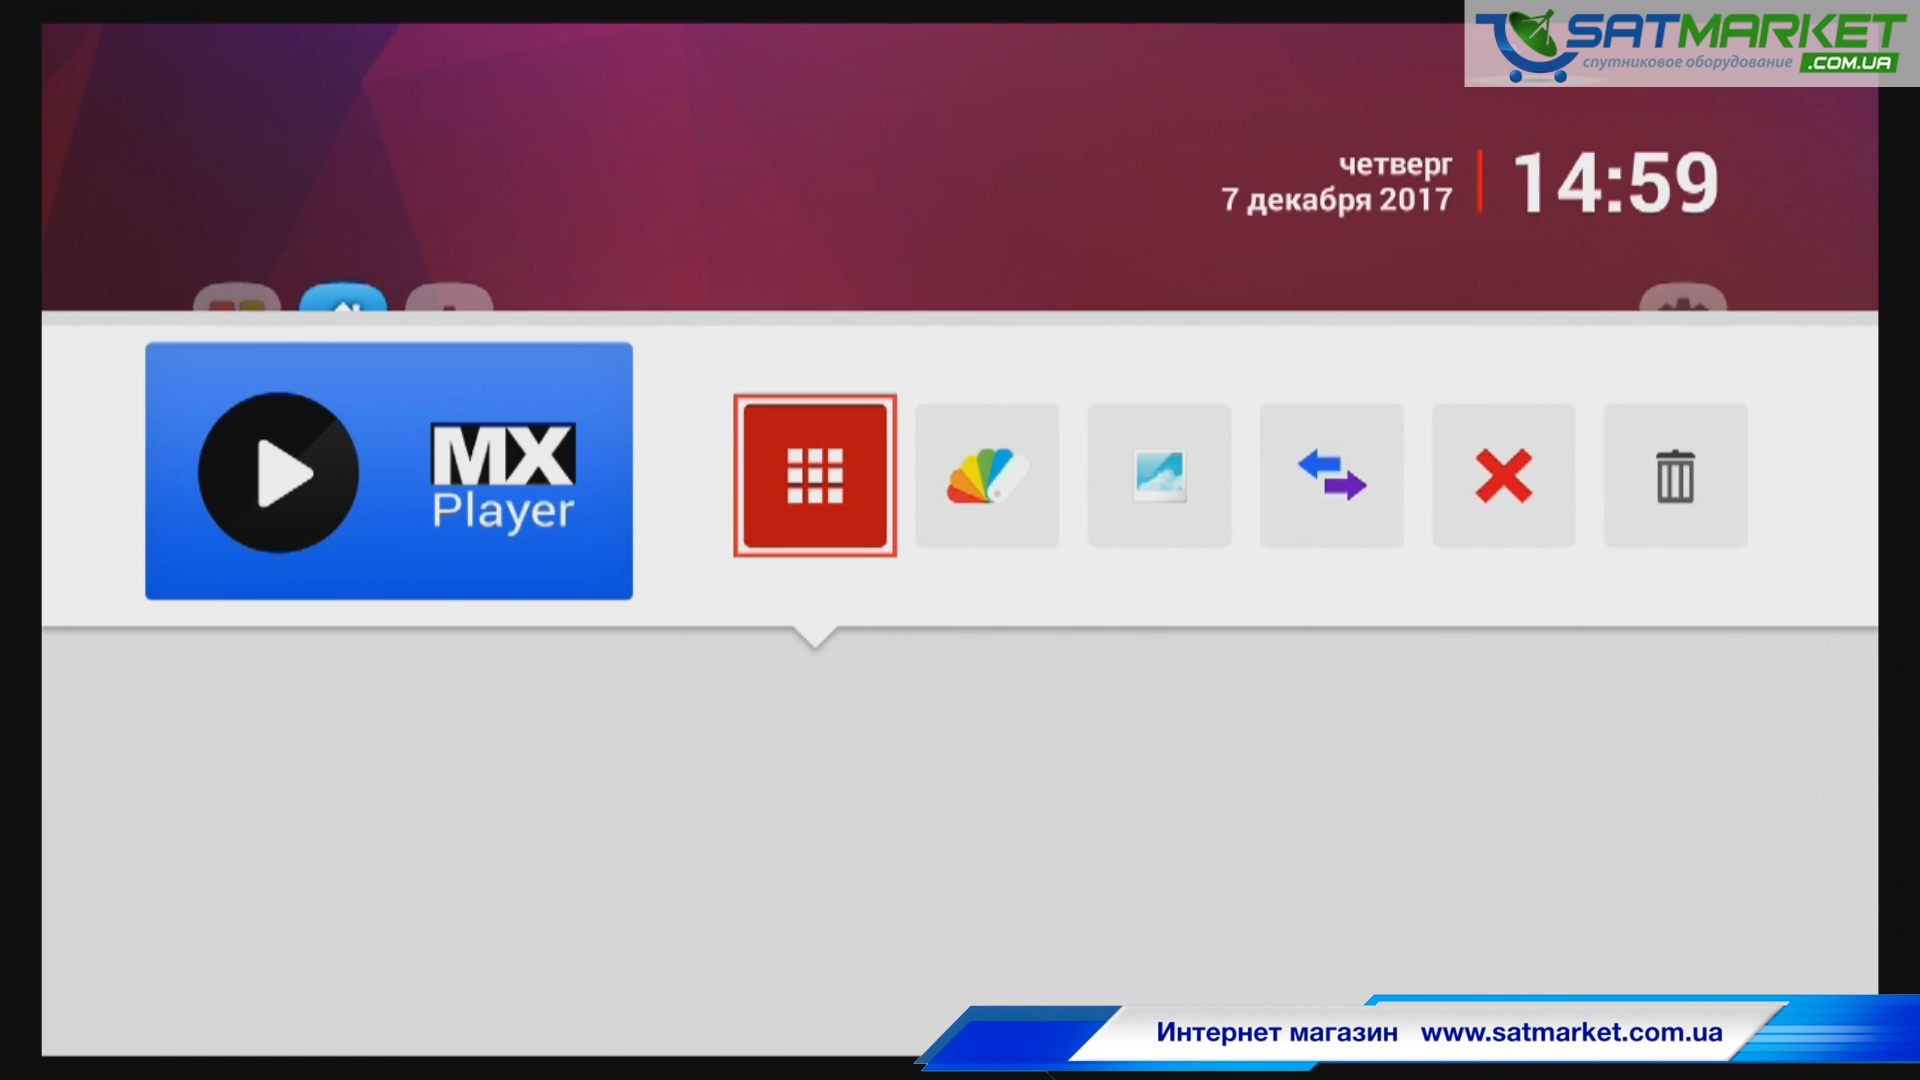 SATMARKET
спутниковое оборудование .COM.UA
четверг
7 декабря 2017
14:59
MX
Player
Интернет магазин www.satmarket.com.ua